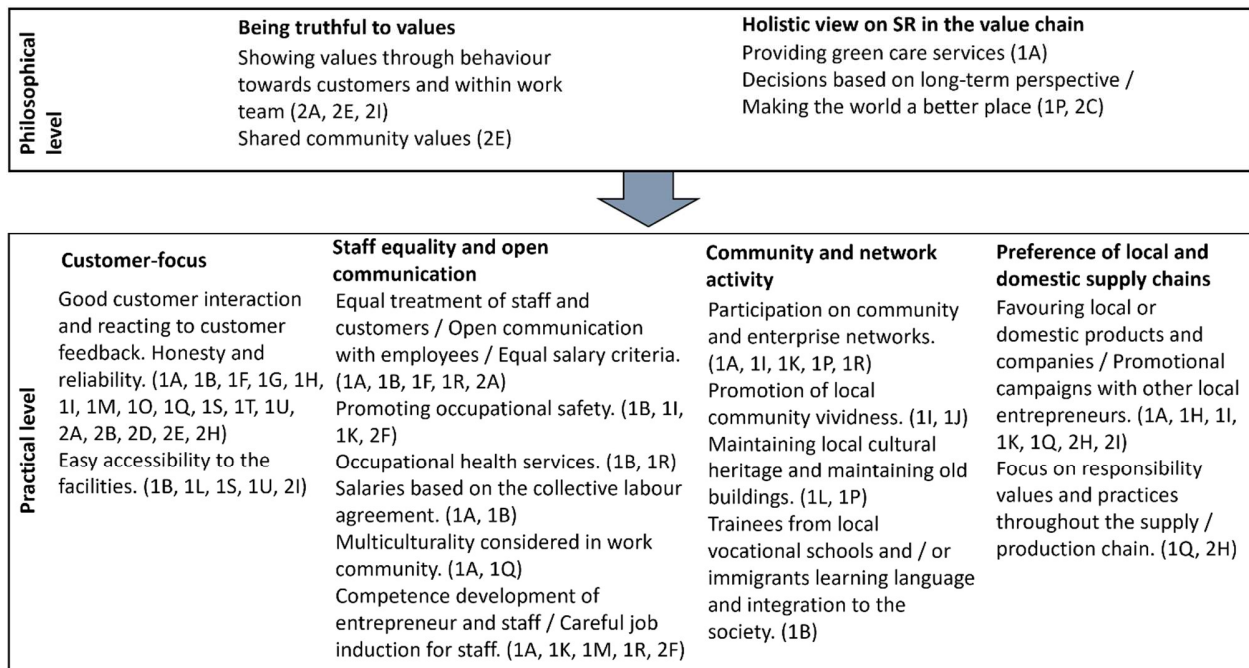 Philosophical
level
Being truthful to values
Showing values through behaviour
towards customers and within work
team (2A, 2E, 2I)
Shared community values (2E)
Holistic view on SR in the value chain
Providing green care services (1A)
Decisions based on long-term perspective /
Making the world a better place (1P, 2C)
Practical level
Customer-focus
Good customer interaction
and reacting to customer
feedback. Honesty and
reliability. (1A, 1B, 1F, 1G, 1H,
1I, 1M, 1O, 1Q, 1S, 1T, 1U,
2A, 2B, 2D, 2E, 2H)
Easy accessibility to the
facilities. (1B, 1L, 1S, 1U, 2I)
Staff equality and open
communication
Equal treatment of staff and
customers / Open communication
with employees / Equal salary criteria.
(1A, 1B, 1F, 1R, 2A)
Promoting occupational safety. (1B, 1I,
1K, 2F)
Occupational health services. (1B, 1R)
Salaries based on the collective labour
agreement. (1A, 1B)
Multiculturality considered in work
community. (1A, 1Q)
Competence development of
entrepreneur and staff / Careful job
induction for staff. (1A, 1K, 1M, 1R, 2F)
Community and network
activity
Participation on community
and enterprise networks.
(1A, 1I, 1K, 1P, 1R)
Promotion of local
community vividness. (1I, 1J)
Maintaining local cultural
heritage and maintaining old
buildings. (1L, 1P)
Trainees from local
vocational schools and / or
immigrants learning language
and integration to the
society. (1B)
Preference of local and
domestic supply chains
Favouring local or
domestic products and
companies / Promotional
campaigns with other local
entrepreneurs. (1A, 1H, 1I,
1K, 1Q, 2H, 2I)
Focus on responsibility
values and practices
throughout the supply /
production chain. (1Q, 2H)